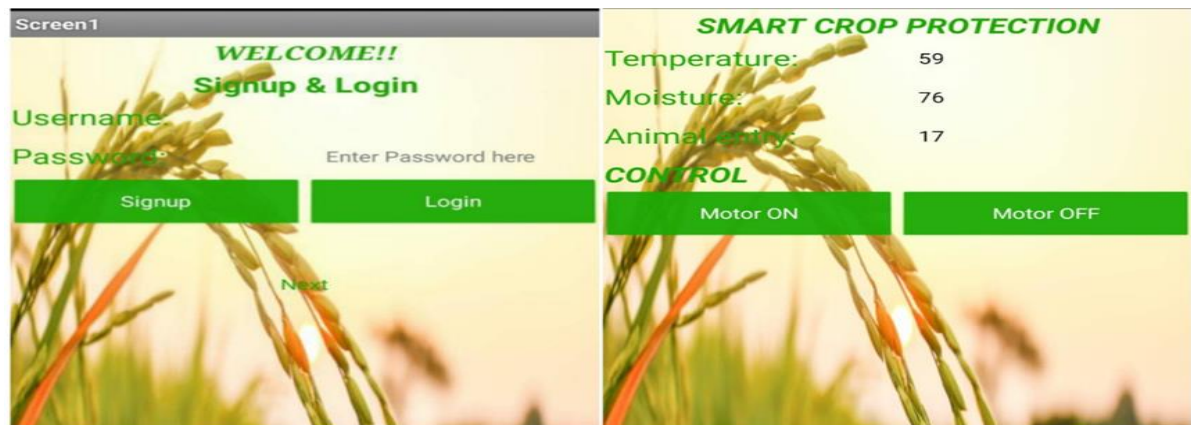 Screen1
WELCOME!!
Signup & Login
Username:
Password:
Enter Password here
Signup
Login
Next
SMART CROP PROTECTION
Temperature: 59
Moisture: 76
Animal entry: 17
CONTROL
Motor ON
Motor OFF